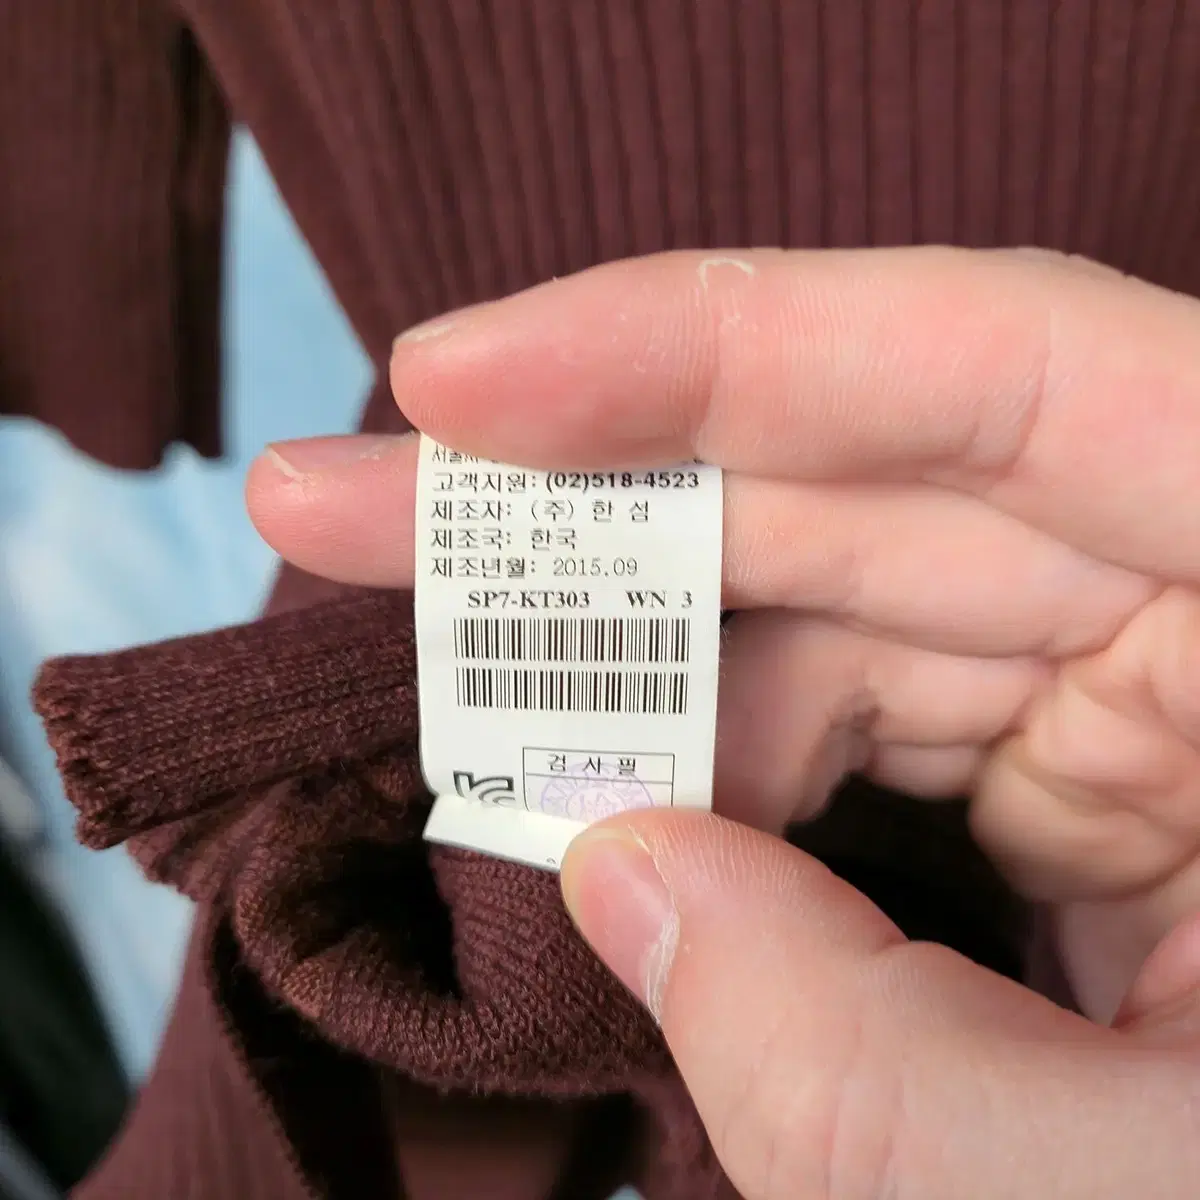 고객지원: (02)518-4523
제조자: (주) 한 섬
제조국: 한국
제조년월: 2015.09
SP7-KT303 WN 3
검 사 필